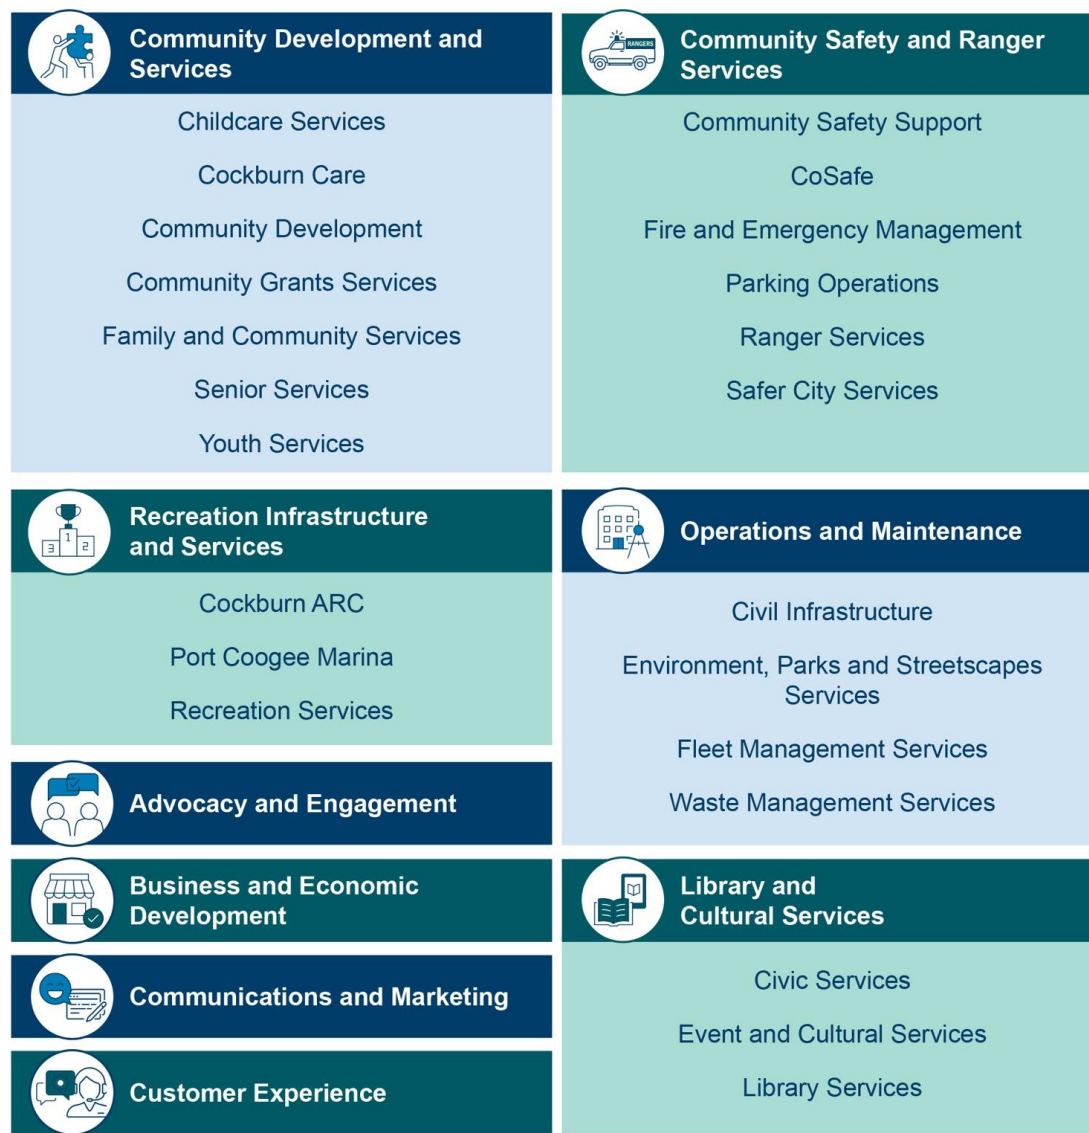 Community Development and
Services
Childcare Services
Cockburn Care
Community Development
Community Grants Services
Family and Community Services
Senior Services
Youth Services
RANGERS
Community Safety and Ranger
Services
Community Safety Support
CoSafe
Fire and Emergency Management
Parking Operations
Ranger Services
Safer City Services
1
3 2
Recreation Infrastructure
and Services
Cockburn ARC
Port Coogee Marina
Recreation Services
Operations and Maintenance
Civil Infrastructure
Environment, Parks and Streetscapes
Services
Fleet Management Services
Waste Management Services
Advocacy and Engagement
Business and Economic
Development
Communications and Marketing
Customer Experience
Library and
Cultural Services
Civic Services
Event and Cultural Services
Library Services